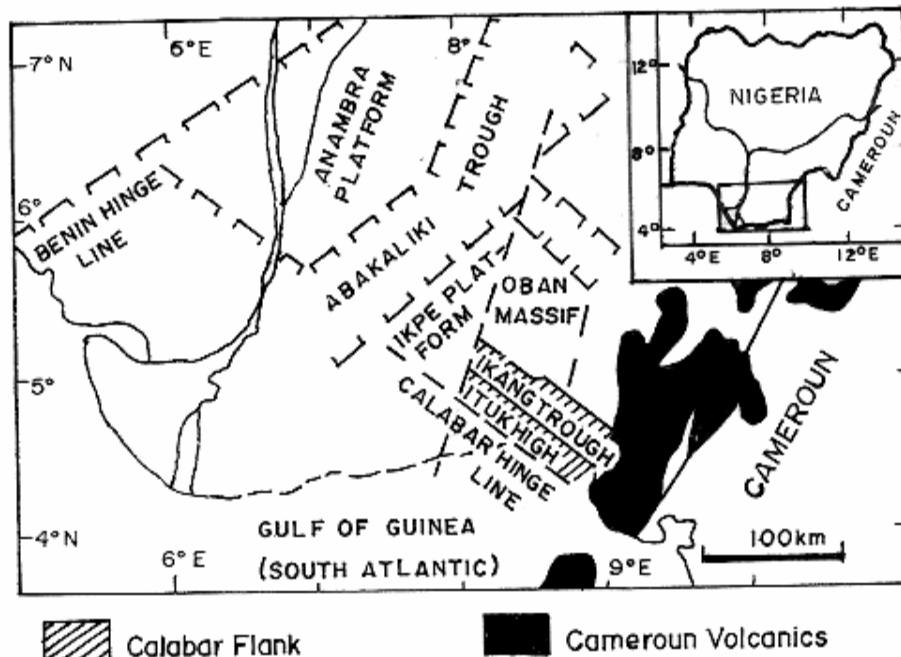 6°E
8°
7°N
6°
5°
4°N
6°E
9°E
ANAMBRA
PLATFORM
TROUGH
ABAKALIKI
BENIN HINGE
LINE
IKPE PLAT-
FORM
OBAN
MASSIF
IKANG TROUGH
ITUK HIGH
CALABAR HINGE
LINE
GULF OF GUINEA
(SOUTH ATLANTIC)
CAMEROUN
100km
12°
8°
4°
NIGERIA
CAMEROUN
4°E
8°
12°E
Calabar Flank
Cameroun Volcanics